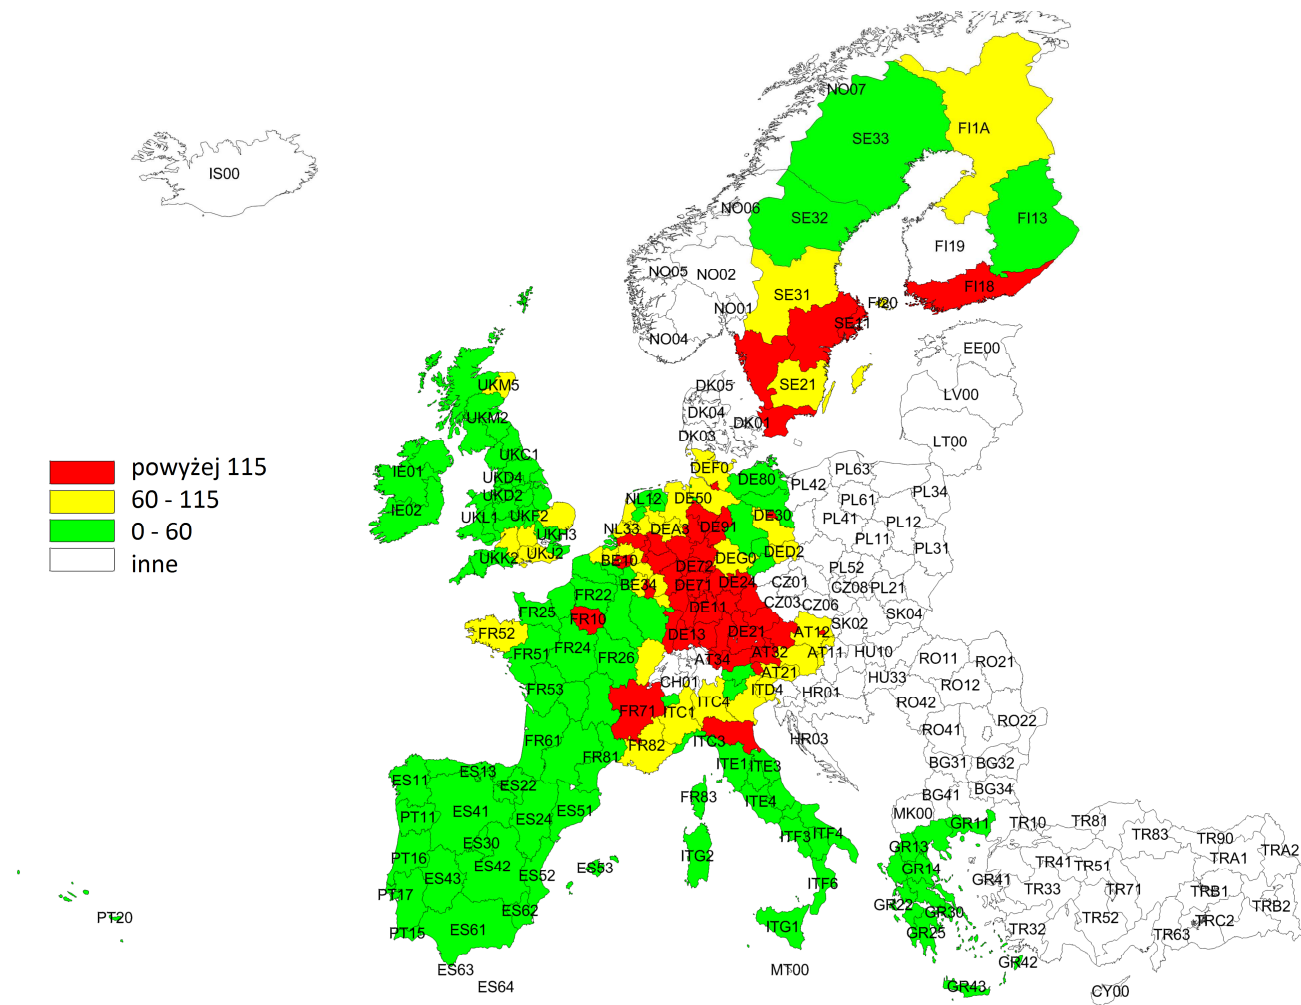 NO07
SE33
FI1A
IS00
NO06
SE32
FI13
FI19
NO05
NO02
FI18
SE31
NO01
FI20
SE11
NO04
EE00
UKM5
DK05
SE21
LV00
DK04
UKM2
DK01
DK03
LT00
UKC1
powyżej 115
IE01
DEF0
PL63
UKD4
DE80
PL42
PL34
60 - 115
UKD2
NL12
DE50
PL61
IE02
UKL1
UKF2
DE30
PL41
PL12
0 - 60
NL33
DEA3
DE91
UKH3
PL11
PL31
UKK2
UKJ2
BE10
DEG0
DED2
inne
DE72
PL52
BE34
DE71
DE24
CZ01
CZ08
PL21
FR22
CZ03
CZ06
FR25
DE11
SK04
FR10
SK02
FR52
DE13
DE21
AT12
FR24
FR51
FR26
AT34
AT32
AT11
HU10
RO11
RO21
AT21
CH01
HU33
RO12
FR53
ITD4
HR01
ITC4
RO42
FR71
ITC1
RO22
RO41
FR61
FR82
ITC3
HR03
FR81
ITE1
ITE3
BG31
BG32
ES11
ES13
ES22
BG34
FR83
BG41
ITE4
ES41
ES51
PT11
ES24
MK00
GR11
TR10
TR81
ITF3
ITF4
TR83
TR90
ES30
GR13
TRA2
PT16
ITG2
TR41
TR51
TRA1
ES42
ES53
GR14
ES43
ES52
ITF6
GR41
TR33
TR71
TRB1
PT17
GR22
TRB2
ES62
GR30
PT20
TR52
TRC2
PT15
ES61
ITG1
GR25
TR32
TR63
GR42
ES63
MT00
ES64
GR43
CY00